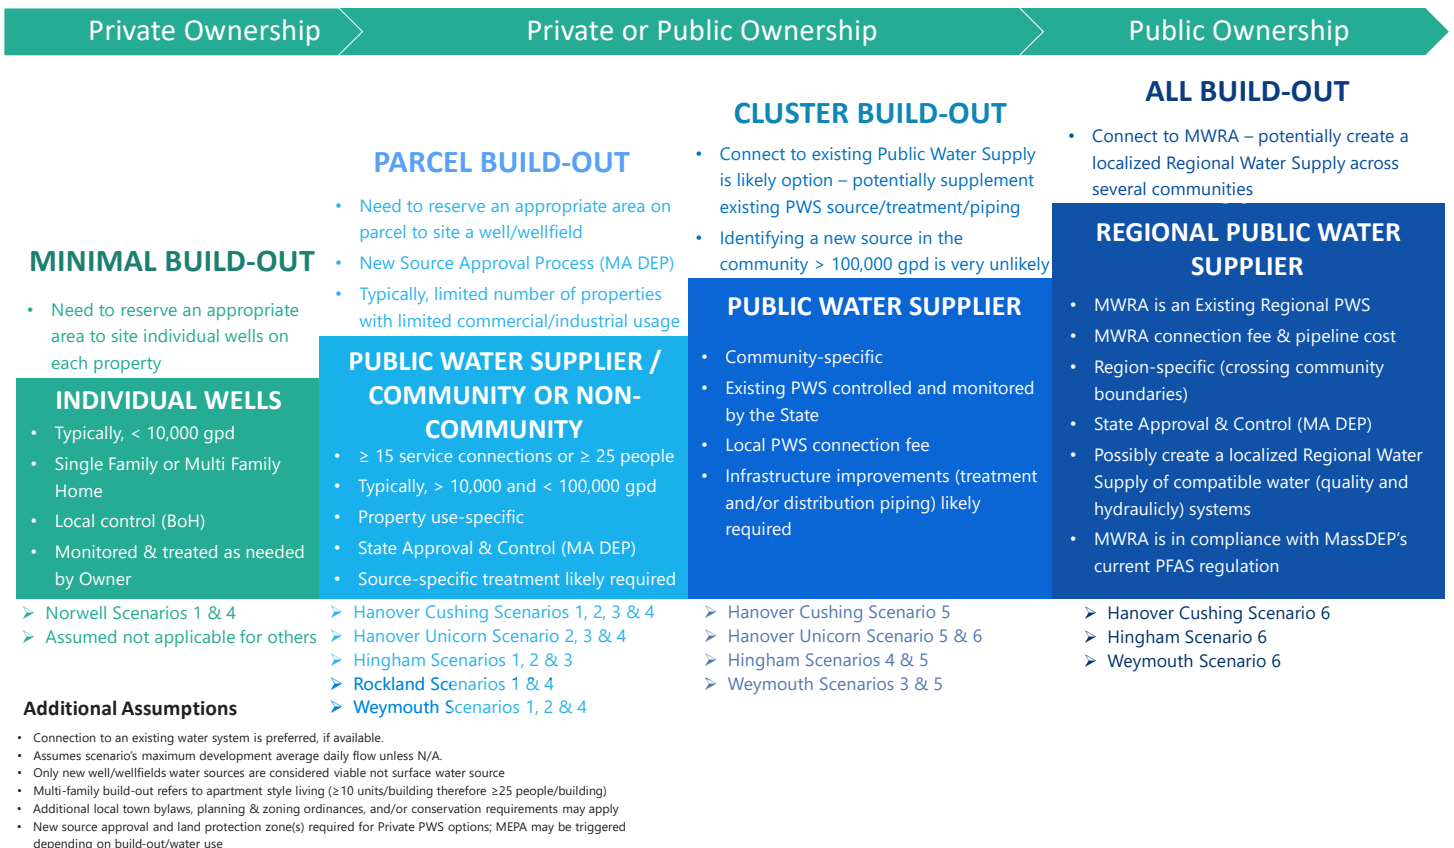 Private Ownership
Private or Public Ownership
Public Ownership
MINIMAL BUILD-OUT
• Need to reserve an appropriate
area to site individual wells on
each property
INDIVIDUAL WELLS
• Typically, < 10,000 gpd
• Single Family or Multi Family
Home
• Local control (BoH)
• Monitored & treated as needed
by Owner
➢ Norwell Scenarios 1 & 4
➢ Assumed not applicable for others
PARCEL BUILD-OUT
• Need to reserve an appropriate area on
parcel to site a well/wellfield
• New Source Approval Process (MA DEP)
• Typically, limited number of properties
with limited commercial/industrial usage
PUBLIC WATER SUPPLIER /
COMMUNITY OR NON-
COMMUNITY
• ≥ 15 service connections or ≥ 25 people
• Typically, > 10,000 and < 100,000 gpd
• Property use-specific
• State Approval & Control (MA DEP)
• Source-specific treatment likely required
➢ Hanover Cushing Scenarios 1, 2, 3 & 4
➢ Hanover Unicorn Scenario 2, 3 & 4
➢ Hingham Scenarios 1, 2 & 3
➢ Rockland Scenarios 1 & 4
➢ Weymouth Scenarios 1, 2 & 4
CLUSTER BUILD-OUT
• Connect to existing Public Water Supply
is likely option – potentially supplement
existing PWS source/treatment/piping
• Identifying a new source in the
community > 100,000 gpd is very unlikely
PUBLIC WATER SUPPLIER
• Community-specific
• Existing PWS controlled and monitored
by the State
• Local PWS connection fee
• Infrastructure improvements (treatment
and/or distribution piping) likely
required
➢ Hanover Cushing Scenario 5
➢ Hanover Unicorn Scenario 5 & 6
➢ Hingham Scenarios 4 & 5
➢ Weymouth Scenarios 3 & 5
ALL BUILD-OUT
• Connect to MWRA – potentially create a
localized Regional Water Supply across
several communities
REGIONAL PUBLIC WATER
SUPPLIER
• MWRA is an Existing Regional PWS
• MWRA connection fee & pipeline cost
• Region-specific (crossing community
boundaries)
• State Approval & Control (MA DEP)
• Possibly create a localized Regional Water
Supply of compatible water (quality and
hydraulicly) systems
• MWRA is in compliance with MassDEP's
current PFAS regulation
➢ Hanover Cushing Scenario 6
➢ Hingham Scenario 6
➢ Weymouth Scenario 6
Additional Assumptions
• Connection to an existing water system is preferred, if available.
• Assumes scenario's maximum development average daily flow unless N/A.
• Only new well/wellfields water sources are considered viable not surface water source
• Multi-family build-out refers to apartment style living (≥10 units/building therefore ≥25 people/building)
• Additional local town bylaws, planning & zoning ordinances, and/or conservation requirements may apply
• New source approval and land protection zone(s) required for Private PWS options; MEPA may be triggered
depending on build-out/water use